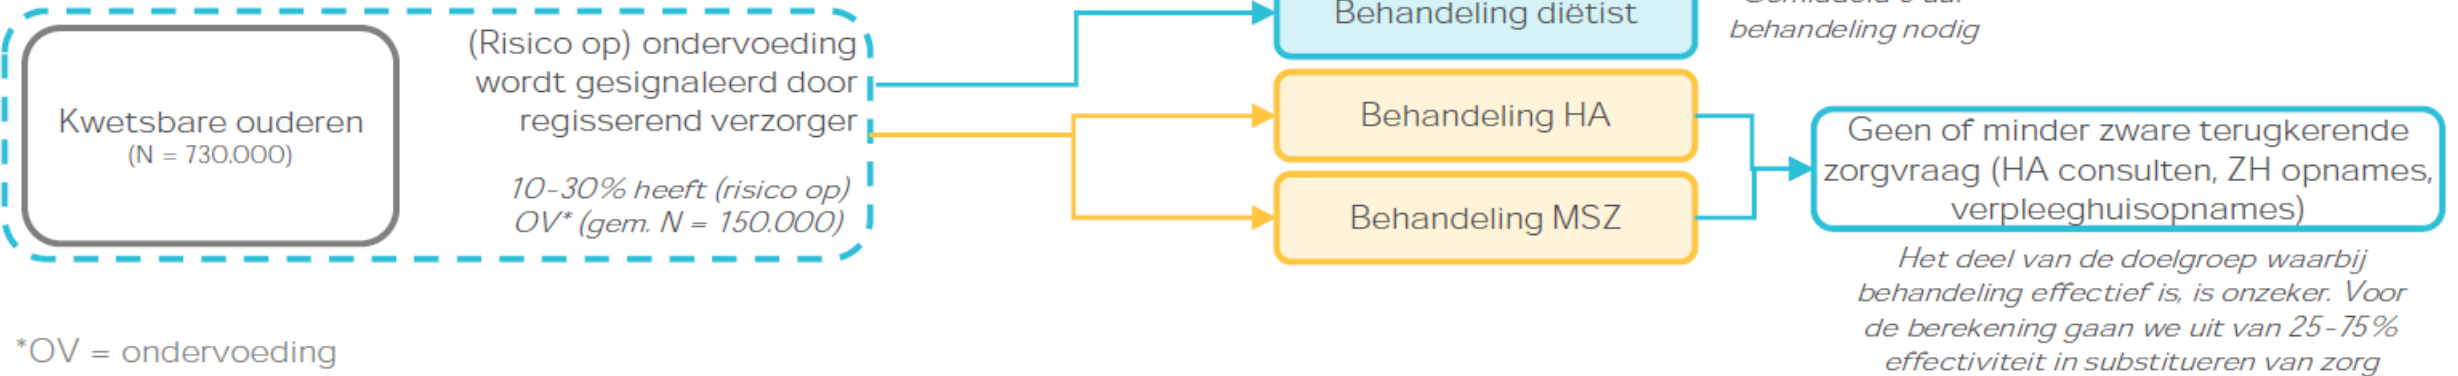 Kwetsbare ouderen
(N = 730.000)
(Risico op) ondervoeding
wordt gesignaleerd door
regisserend verzorger
10-30% heeft (risico op)
OV* (gem. N = 150.000)
Behandeling diëtist
behandeling nodig
Behandeling HA
Behandeling MSZ
Geen of minder zware terugkerende
zorgvraag (HA consulten, ZH opnames,
verpleeghuisopnames)
Het deel van de doelgroep waarbij
behandeling effectief is, is onzeker. Voor
de berekening gaan we uit van 25-75%
effectiviteit in substitueren van zorg
*OV = ondervoeding